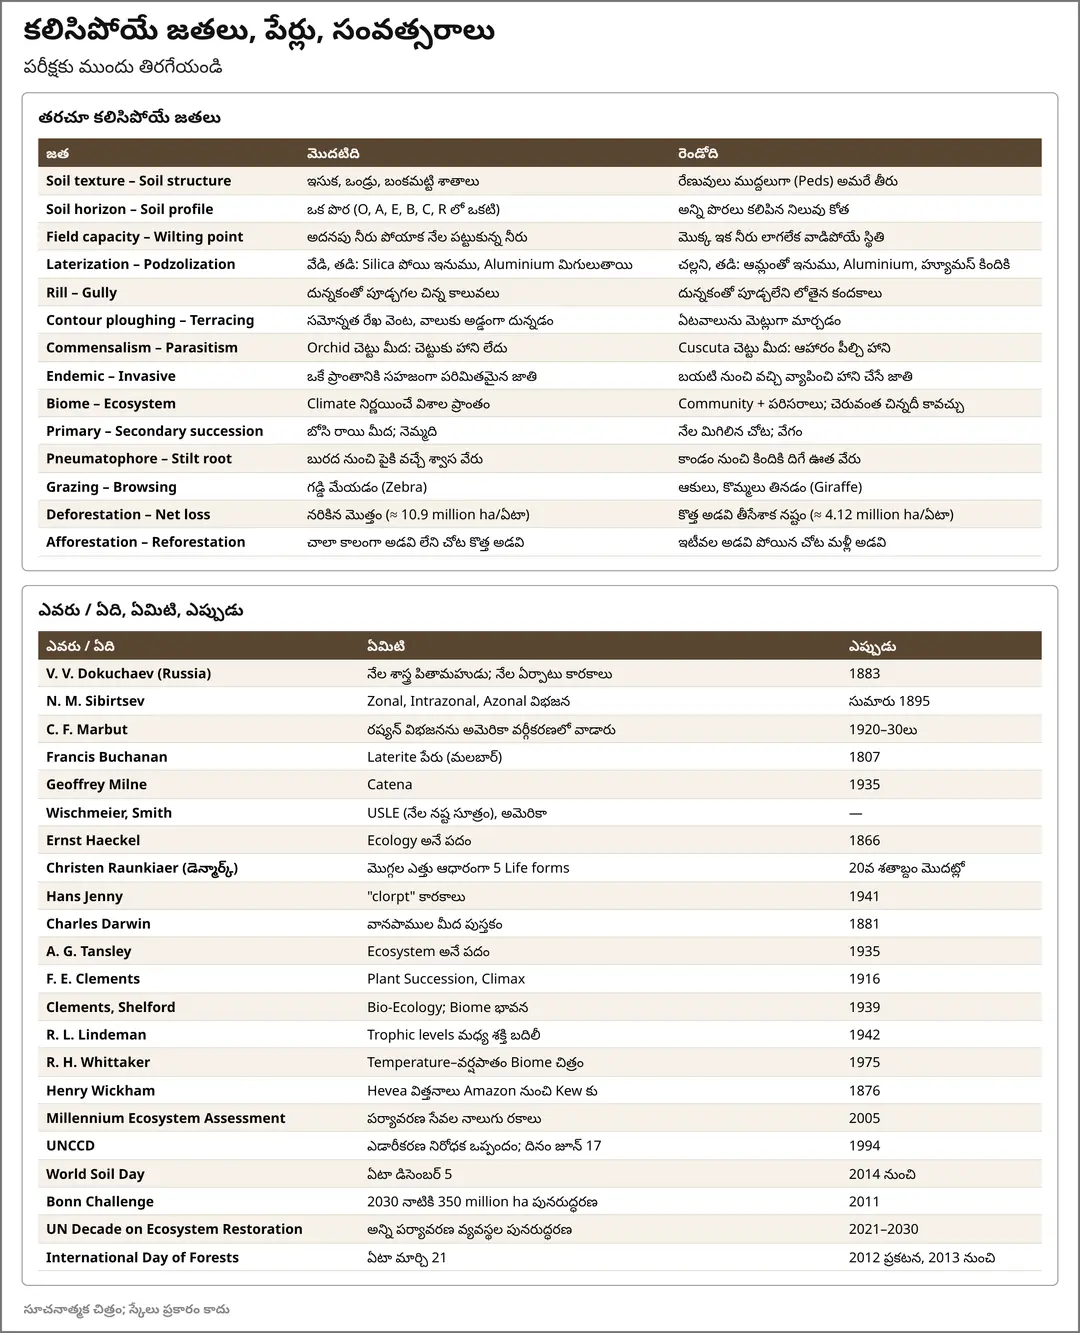 కలిసిపోయే జతలు, పేర్లు, సంవత్సరాలు
పరీక్షకు ముందు తిరగేయండి
తరచూ కలిసిపోయే జతలు
జత మొదటిది రెండోది
Soil texture – Soil structure ఇసుక, ఒండ్రు, బంకమట్టి శాతాలు రేణువులు ముద్దలుగా (Peds) అమరే తీరు
Soil horizon – Soil profile ఒక పొర (O, A, E, B, C, R లో ఒకటి) అన్ని పొరలు కలిపిన నిలువు కోత
Field capacity – Wilting point అదనపు నీరు పోయాక నేల పట్టుకున్న నీరు మొక్క ఇక నీరు లాగలేక వాడిపోయే స్థితి
Laterization – Podzolization వేడి, తడి: Silica పోయి ఇనుము, Aluminium మిగులుతాయి చల్లని, తడి: ఆమ్లంతో ఇనుము, Aluminium, హ్యూమస్ కిందికి
Rill – Gully దున్నకంతో పూడ్చగల చిన్న కాలువలు దున్నకంతో పూడ్చలేని లోతైన కందకాలు
Contour ploughing – Terracing సమోన్నత రేఖ వెంట, వాలుకు అడ్డంగా దున్నడం ఏటవాలును మెట్లుగా మార్చడం
Commensalism – Parasitism Orchid చెట్టు మీద: చెట్టుకు హాని లేదు Cuscuta చెట్టు మీద: ఆహారం పీల్చి హాని
Endemic – Invasive ఒకే ప్రాంతానికి సహజంగా పరిమితమైన జాతి బయటి నుంచి వచ్చి వ్యాపించి హాని చేసే జాతి
Biome – Ecosystem Climate నిర్ణయించే విశాల ప్రాంతం Community + పరిసరాలు; చెరువంత చిన్నదీ కావచ్చు
Primary – Secondary succession బోసి రాయి మీద; నెమ్మది నేల మిగిలిన చోట; వేగం
Pneumatophore – Stilt root బురద నుంచి పైకి వచ్చే శ్వాస వేరు కాండం నుంచి కిందికి దిగే ఊత వేరు
Grazing – Browsing గడ్డి మేయడం (Zebra) ఆకులు, కొమ్మలు తినడం (Giraffe)
Deforestation – Net loss నరికిన మొత్తం (≈ 10.9 million ha/ఏటా) కొత్త అడవి తీసేశాక నష్టం (≈ 4.12 million ha/ఏటా)
Afforestation – Reforestation చాలా కాలంగా అడవి లేని చోట కొత్త అడవి ఇటీవల అడవి పోయిన చోట మళ్లీ అడవి
ఎవరు / ఏది, ఏమిటి, ఎప్పుడు
ఎవరు / ఏది ఏమిటి ఎప్పుడు
V. V. Dokuchaev (Russia) నేల శాస్త్ర పితామహుడు; నేల ఏర్పాటు కారకాలు 1883
N. M. Sibirtsev Zonal, Intrazonal, Azonal విభజన సుమారు 1895
C. F. Marbut రష్యన్ విభజనను అమెరికా వర్గీకరణలో వాడారు 1920–30లు
Francis Buchanan Laterite పేరు (మలబార్) 1807
Geoffrey Milne Catena 1935
Wischmeier, Smith USLE (నేల నష్ట సూత్రం), అమెరికా —
Ernst Haeckel Ecology అనే పదం 1866
Christen Raunkiaer (డెన్మార్క్) మొగ్గల ఎత్తు ఆధారంగా 5 Life forms 20వ శతాబ్దం మొదట్లో
Hans Jenny "clorpt" కారకాలు 1941
Charles Darwin వానపాముల మీద పుస్తకం 1881
A. G. Tansley Ecosystem అనే పదం 1935
F. E. Clements Plant Succession, Climax 1916
Clements, Shelford Bio-Ecology; Biome భావన 1939
R. L. Lindeman Trophic levels మధ్య శక్తి బదిలీ 1942
R. H. Whittaker Temperature–వర్షపాతం Biome చిత్రం 1975
Henry Wickham Hevea విత్తనాలు Amazon నుంచి Kew కు 1876
Millennium Ecosystem Assessment పర్యావరణ సేవల నాలుగు రకాలు 2005
UNCCD ఎడారీకరణ నిరోధక ఒప్పందం; దినం జూన్ 17 1994
World Soil Day ఏటా డిసెంబర్ 5 2014 నుంచి
Bonn Challenge 2030 నాటికి 350 million ha పునరుద్ధరణ 2011
UN Decade on Ecosystem Restoration అన్ని పర్యావరణ వ్యవస్థల పునరుద్ధరణ 2021–2030
International Day of Forests ఏటా మార్చి 21 2012 ప్రకటన, 2013 నుంచి
సూచనాత్మక చిత్రం; స్కేలు ప్రకారం కాదు